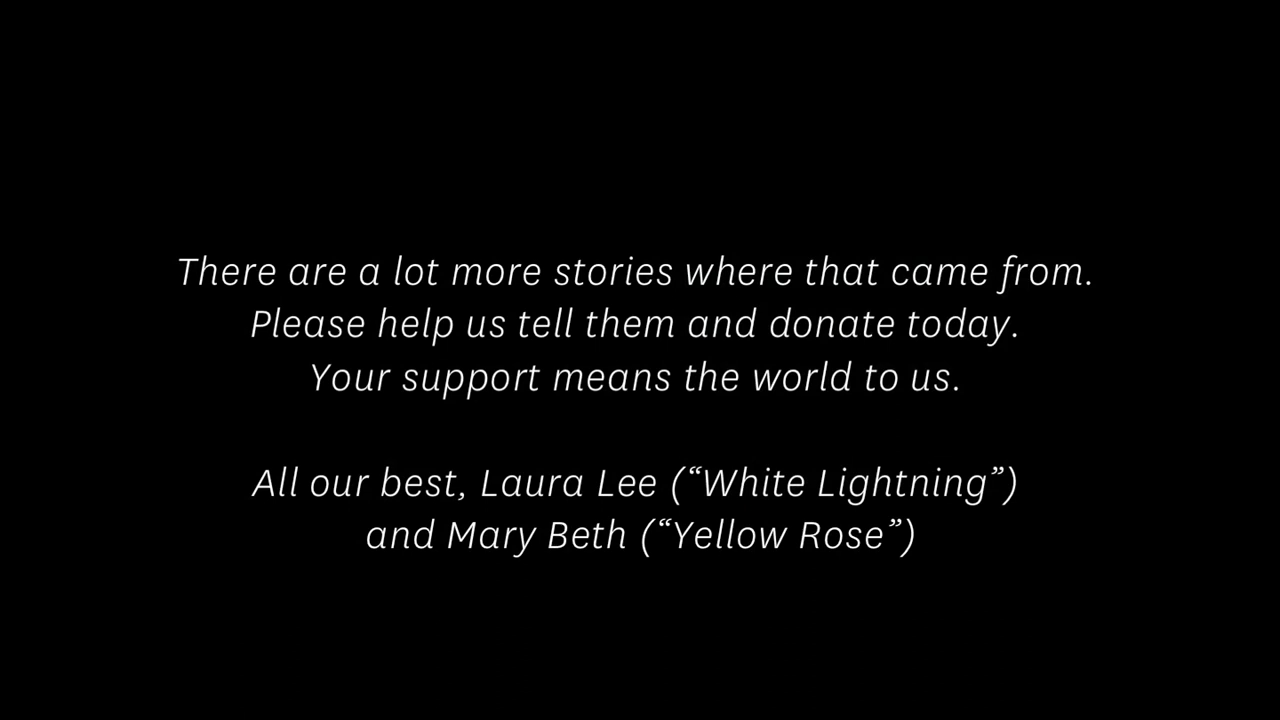 There are a lot more stories where that came from.
Please help us tell them and donate today.
Your support means the world to us.
All our best, Laura Lee (“White Lightning”)
and Mary Beth (“Yellow Rose”)